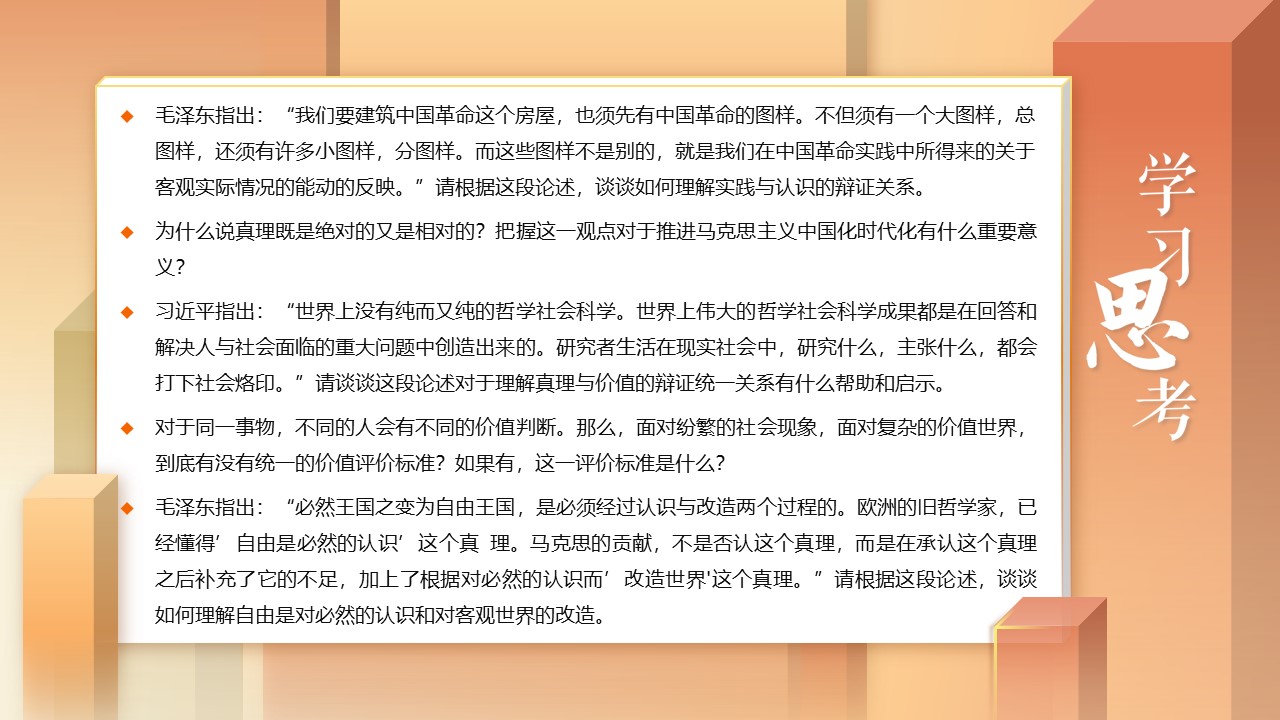 毛泽东指出：“我们要建筑中国革命这个房屋，也须先有中国革命的图样。不但须有一个大图样，总
图样，还须有许多小图样，分图样。而这些图样不是别的，就是我们在中国革命实践中所得来的关于
客观实际情况的能动的反映。”请根据这段论述，谈谈如何理解实践与认识的辩证关系。
为什么说真理既是绝对的又是相对的？把握这一观点对于推进马克思主义中国化时代化有什么重要意
义？
习近平指出：“世界上没有纯而又纯的哲学社会科学。世界上伟大的哲学社会科学成果都是在回答和
解决人与社会面临的重大问题中创造出来的。研究者生活在现实社会中，研究什么，主张什么，都会
打下社会烙印。”请谈谈这段论述对于理解真理与价值的辩证统一关系有什么帮助和启示。
对于同一事物，不同的人会有不同的价值判断。那么，面对纷繁的社会现象，面对复杂的价值世界，
到底有没有统一的价值评价标准？如果有，这一评价标准是什么？
毛泽东指出：“必然王国之变为自由王国，是必须经过认识与改造两个过程的。欧洲的旧哲学家，已
经懂得’自由是必然的认识’这个真 理。马克思的贡献，不是否认这个真理，而是在承认这个真理
之后补充了它的不足，加上了根据对必然的认识而’改造世界'这个真理。”请根据这段论述，谈谈
如何理解自由是对必然的认识和对客观世界的改造。
学习思考